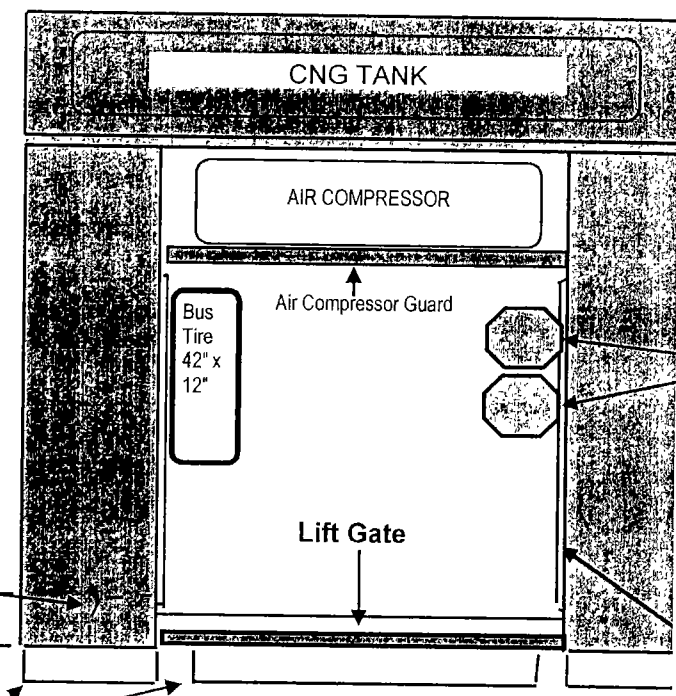 CNG TANK
AIR COMPRESSOR
Air Compressor Guard
Bus
Tire
42" x
12"
Lift Gate